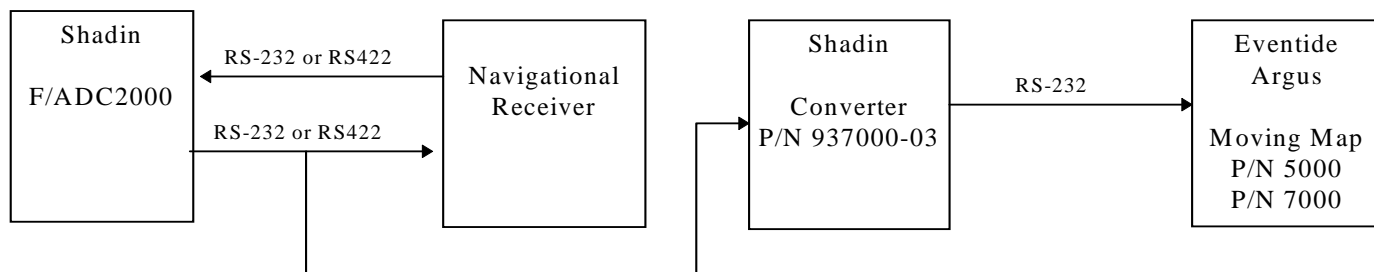 Shadin
F/ADC2000
RS-232 or RS422
RS-232 or RS422
Navigational
Receiver
Shadin
Converter
P/N 937000-03
RS-232
Eventide
Argus
Moving Map
P/N 5000
P/N 7000